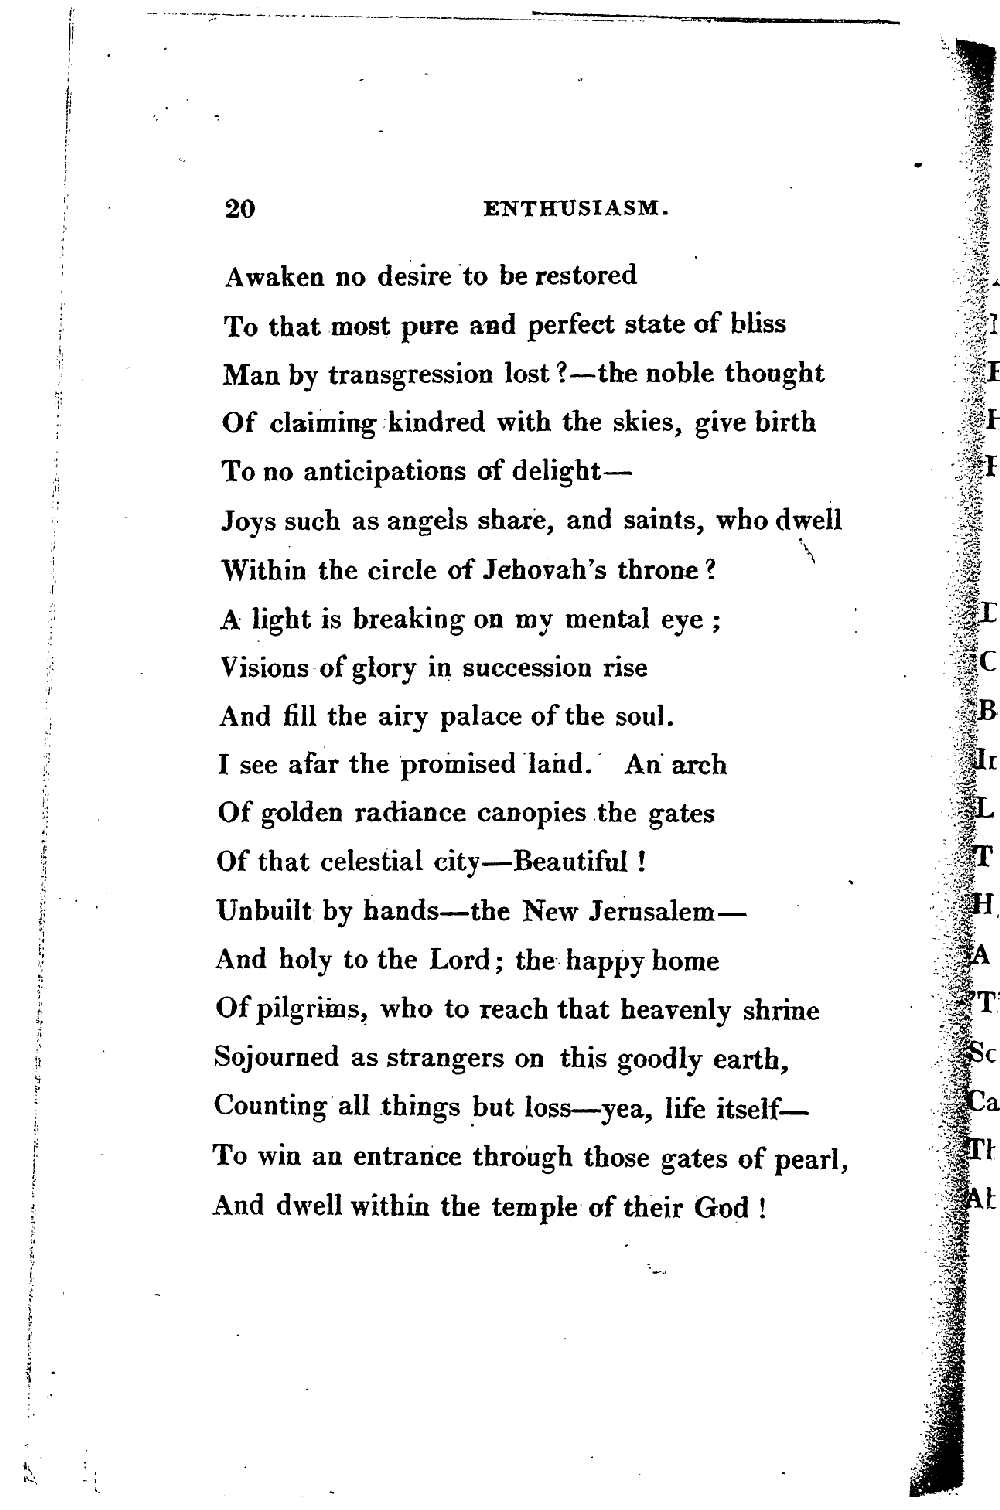 20 ENTHUSIASM.
Awaken no desire to be restored
To that most pure and perfect state of bliss
Man by transgression lost?—the noble thought
Of claiming kindred with the skies, give birth
To no anticipations of delight—
Joys such as angels share, and saints, who dwell
Within the circle of Jehovah's throne?
A light is breaking on my mental eye;
Visions of glory in succession rise
And fill the airy palace of the soul.
I see afar the promised land. An arch
Of golden radiance canopies the gates
Of that celestial city—Beautiful!
Unbuilt by hands—the New Jerusalem—
And holy to the Lord; the happy home
Of pilgrims, who to reach that heavenly shrine
Sojourned as strangers on this goodly earth,
Counting all things but loss—yea, life itself—
To win an entrance through those gates of pearl,
And dwell within the temple of their God!